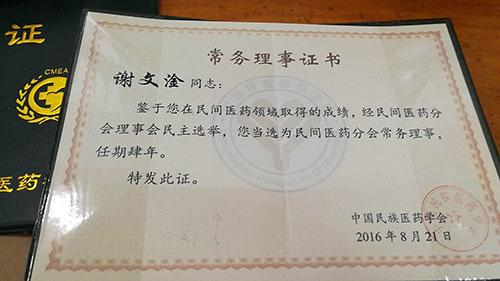 证
CMEA
医药
常务理事证书
谢文淦同志：
鉴于您在民间医药领域取得的成绩，经民间医药分
会理事会民主选举，您当选为民间医药分会常务理事，
任期肆年。
特发此证。
中国民族医药学会
2016年8月21日